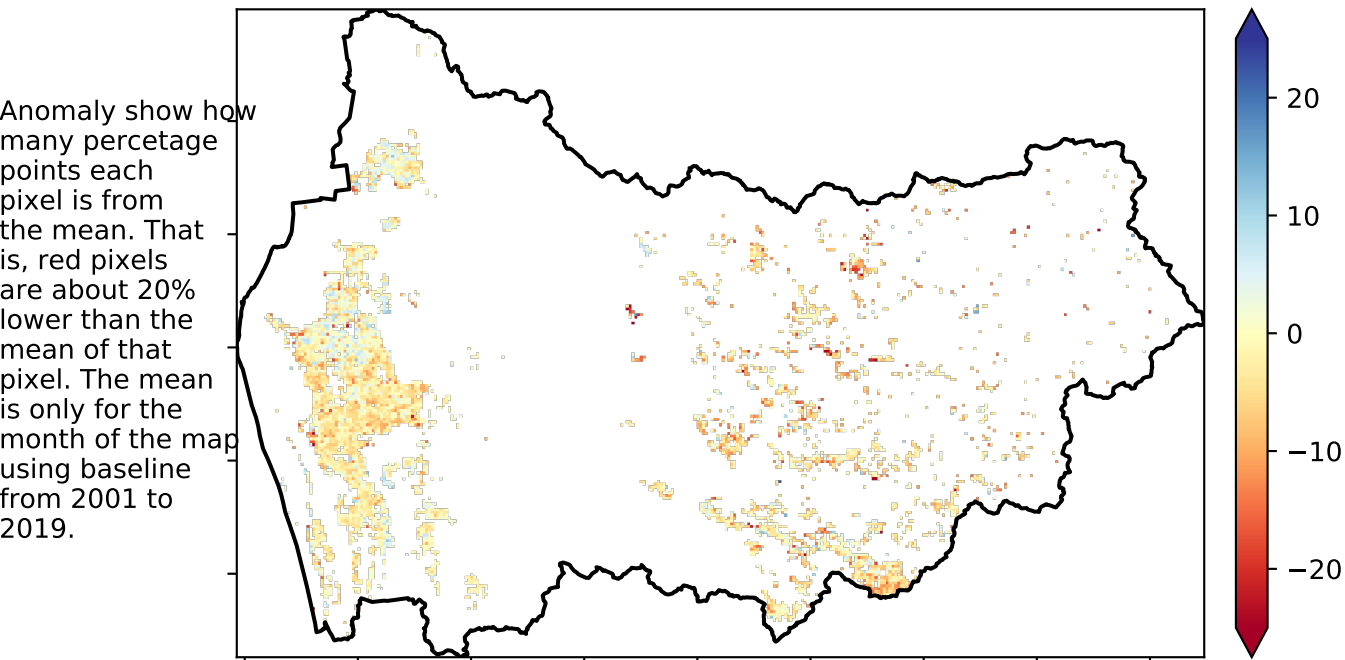 Anomaly show how
many percetage
points each
pixel is from
the mean. That
is, red pixels
are about 20%
lower than the
mean of that
pixel. The mean
is only for the
month of the map
using baseline
from 2001 to
2019.
20
10
0
−10
−20